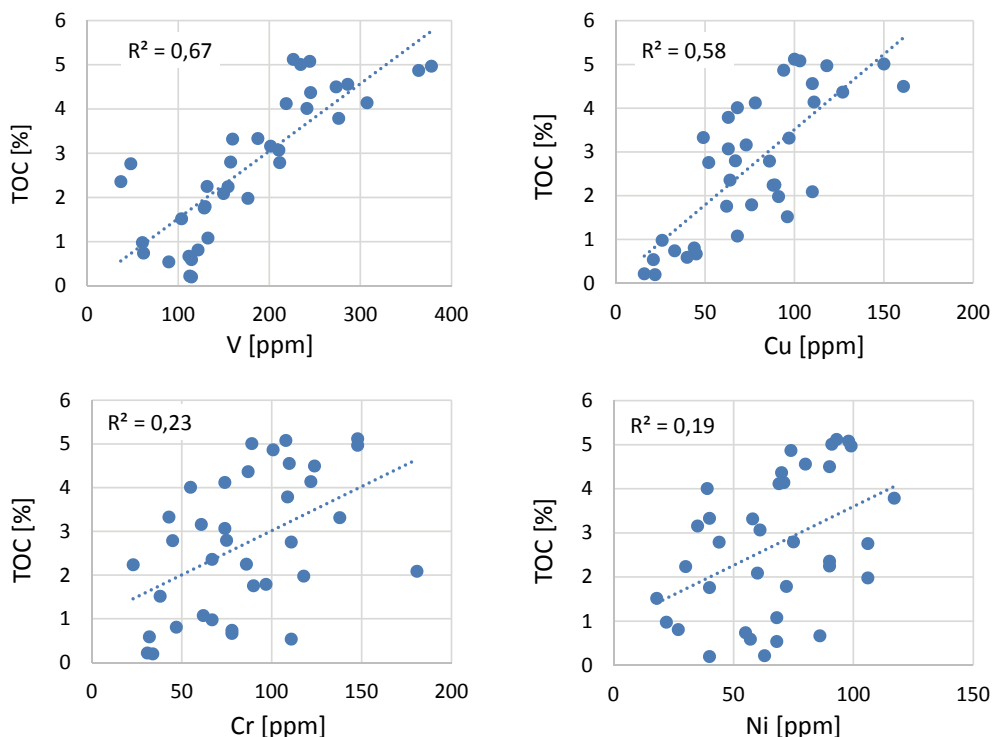 R² = 0,67
TOC [%]
6
5
4
3
2
1
0
0 100 200 300 400
V [ppm]
R² = 0,58
TOC [%]
6
5
4
3
2
1
0
0 50 100 150 200
Cu [ppm]
R² = 0,23
TOC [%]
6
5
4
3
2
1
0
0 50 100 150 200
Cr [ppm]
R² = 0,19
TOC [%]
6
5
4
3
2
1
0
0 50 100 150
Ni [ppm]